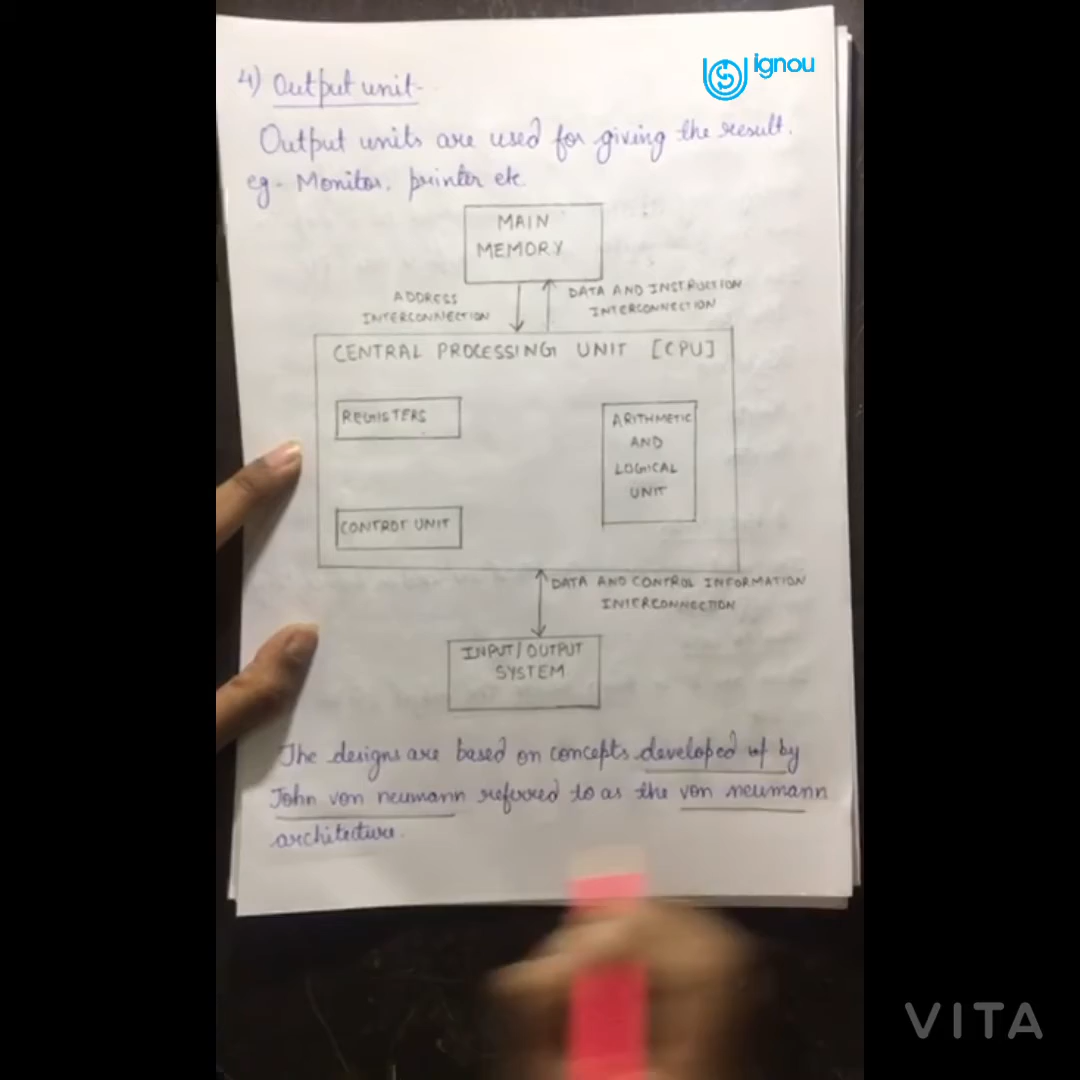 ignou
4) Output unit-
Output units are used for giving the result.
eg- Monitor, printer etc.
MAIN
MEMORY
ADDRESS
INTERCONNECTION
DATA AND INSTRUCTION
INTERCONNECTION
CENTRAL PROCESSING UNIT [CPU]
REGISTERS
ARITHMETIC
AND
LOGICAL
UNIT
CONTROL UNIT
DATA AND CONTROL INFORMATION
INTERCONNECTION
INPUT/OUTPUT
SYSTEM
The designs are based on concepts developed by
John von neumann referred to as the von neumann
architecture.
VITA